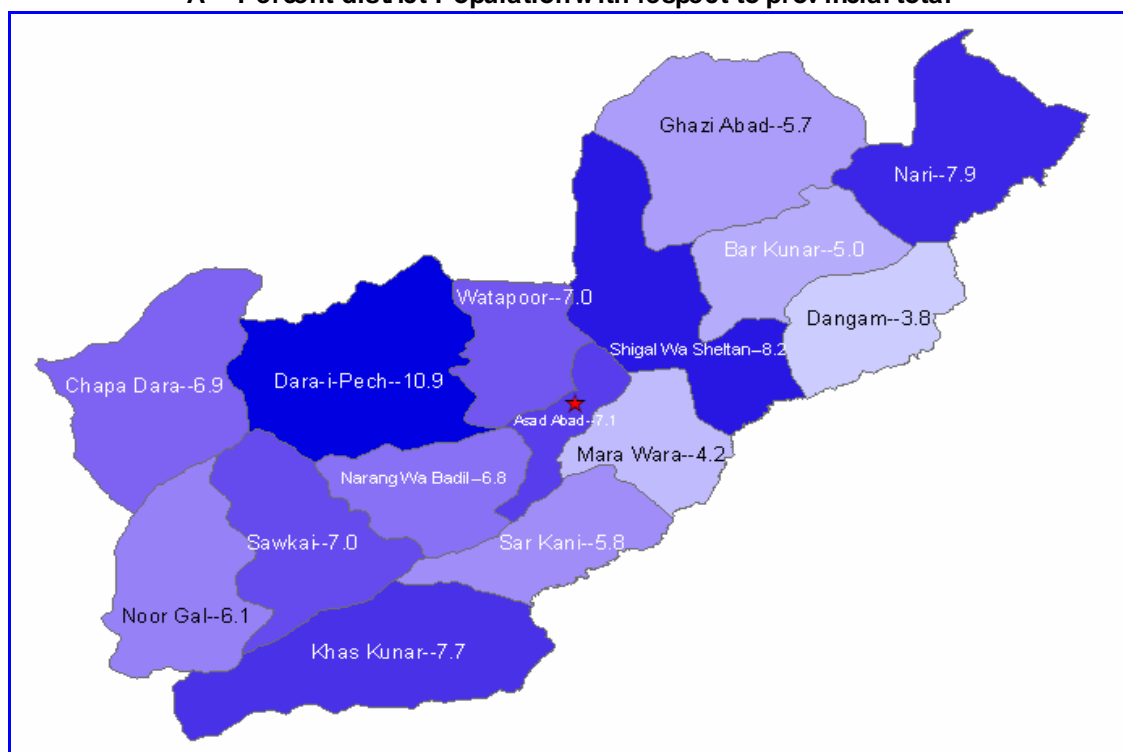 Ghazi Abad--5.7
Nari--7.9
Bar Kunar--5.0
Watapoor--7.0
Dangam--3.8
Shigal Wa Sheltan--8.2
Chapa Dara--6.9
Dara-i-Pech--10.9
Asad Abad--7.1
Mara Wara--4.2
Narang Wa Badil--6.8
Sawkai--7.0
Sar Kani--5.8
Noor Gal--6.1
Khas Kunar--7.7